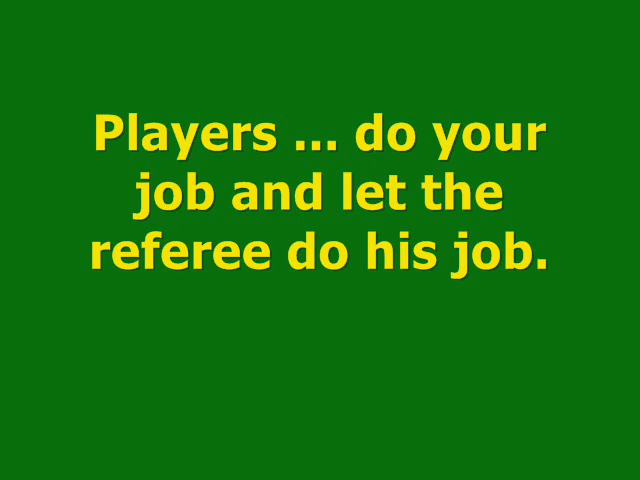 Players ... do your
job and let the
referee do his job.